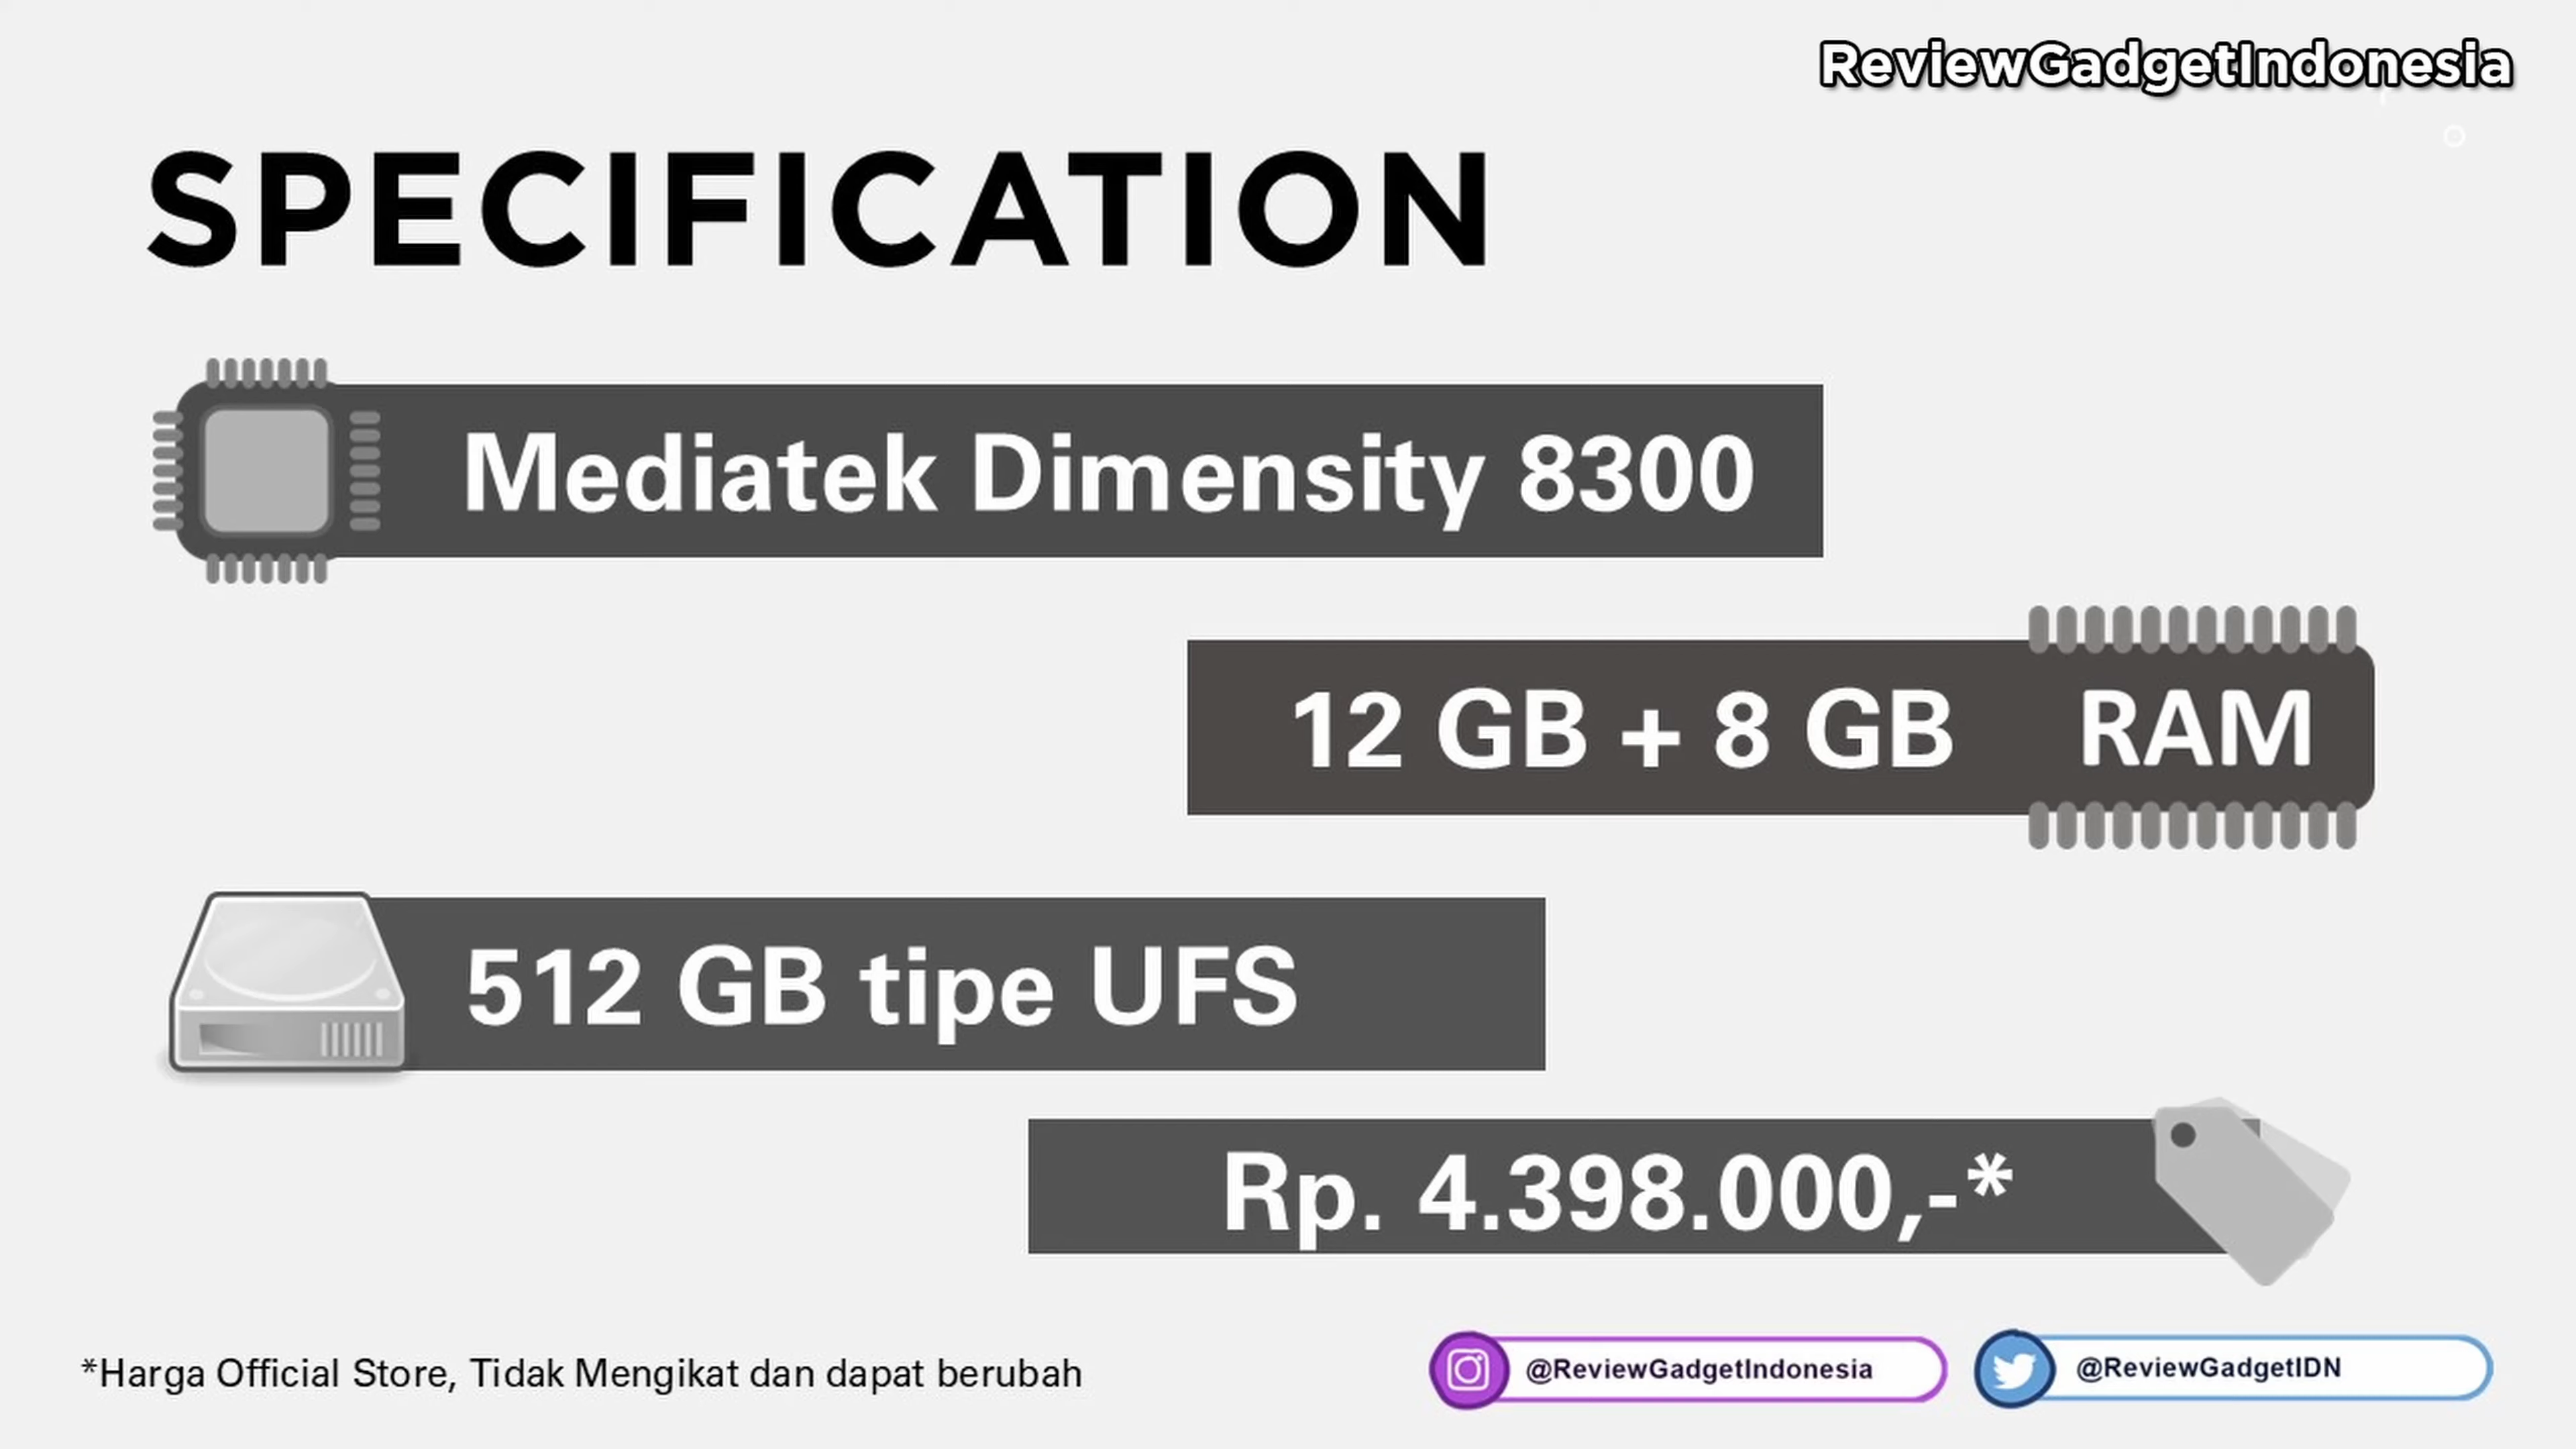 ReviewGadgetIndonesia
SPECIFICATION
Mediatek Dimensity 8300
12 GB + 8 GB RAM
512 GB tipe UFS
Rp. 4.398.000,-*
*Harga Official Store, Tidak Mengikat dan dapat berubah
@ReviewGadgetIndonesia
@ReviewGadgetIDN